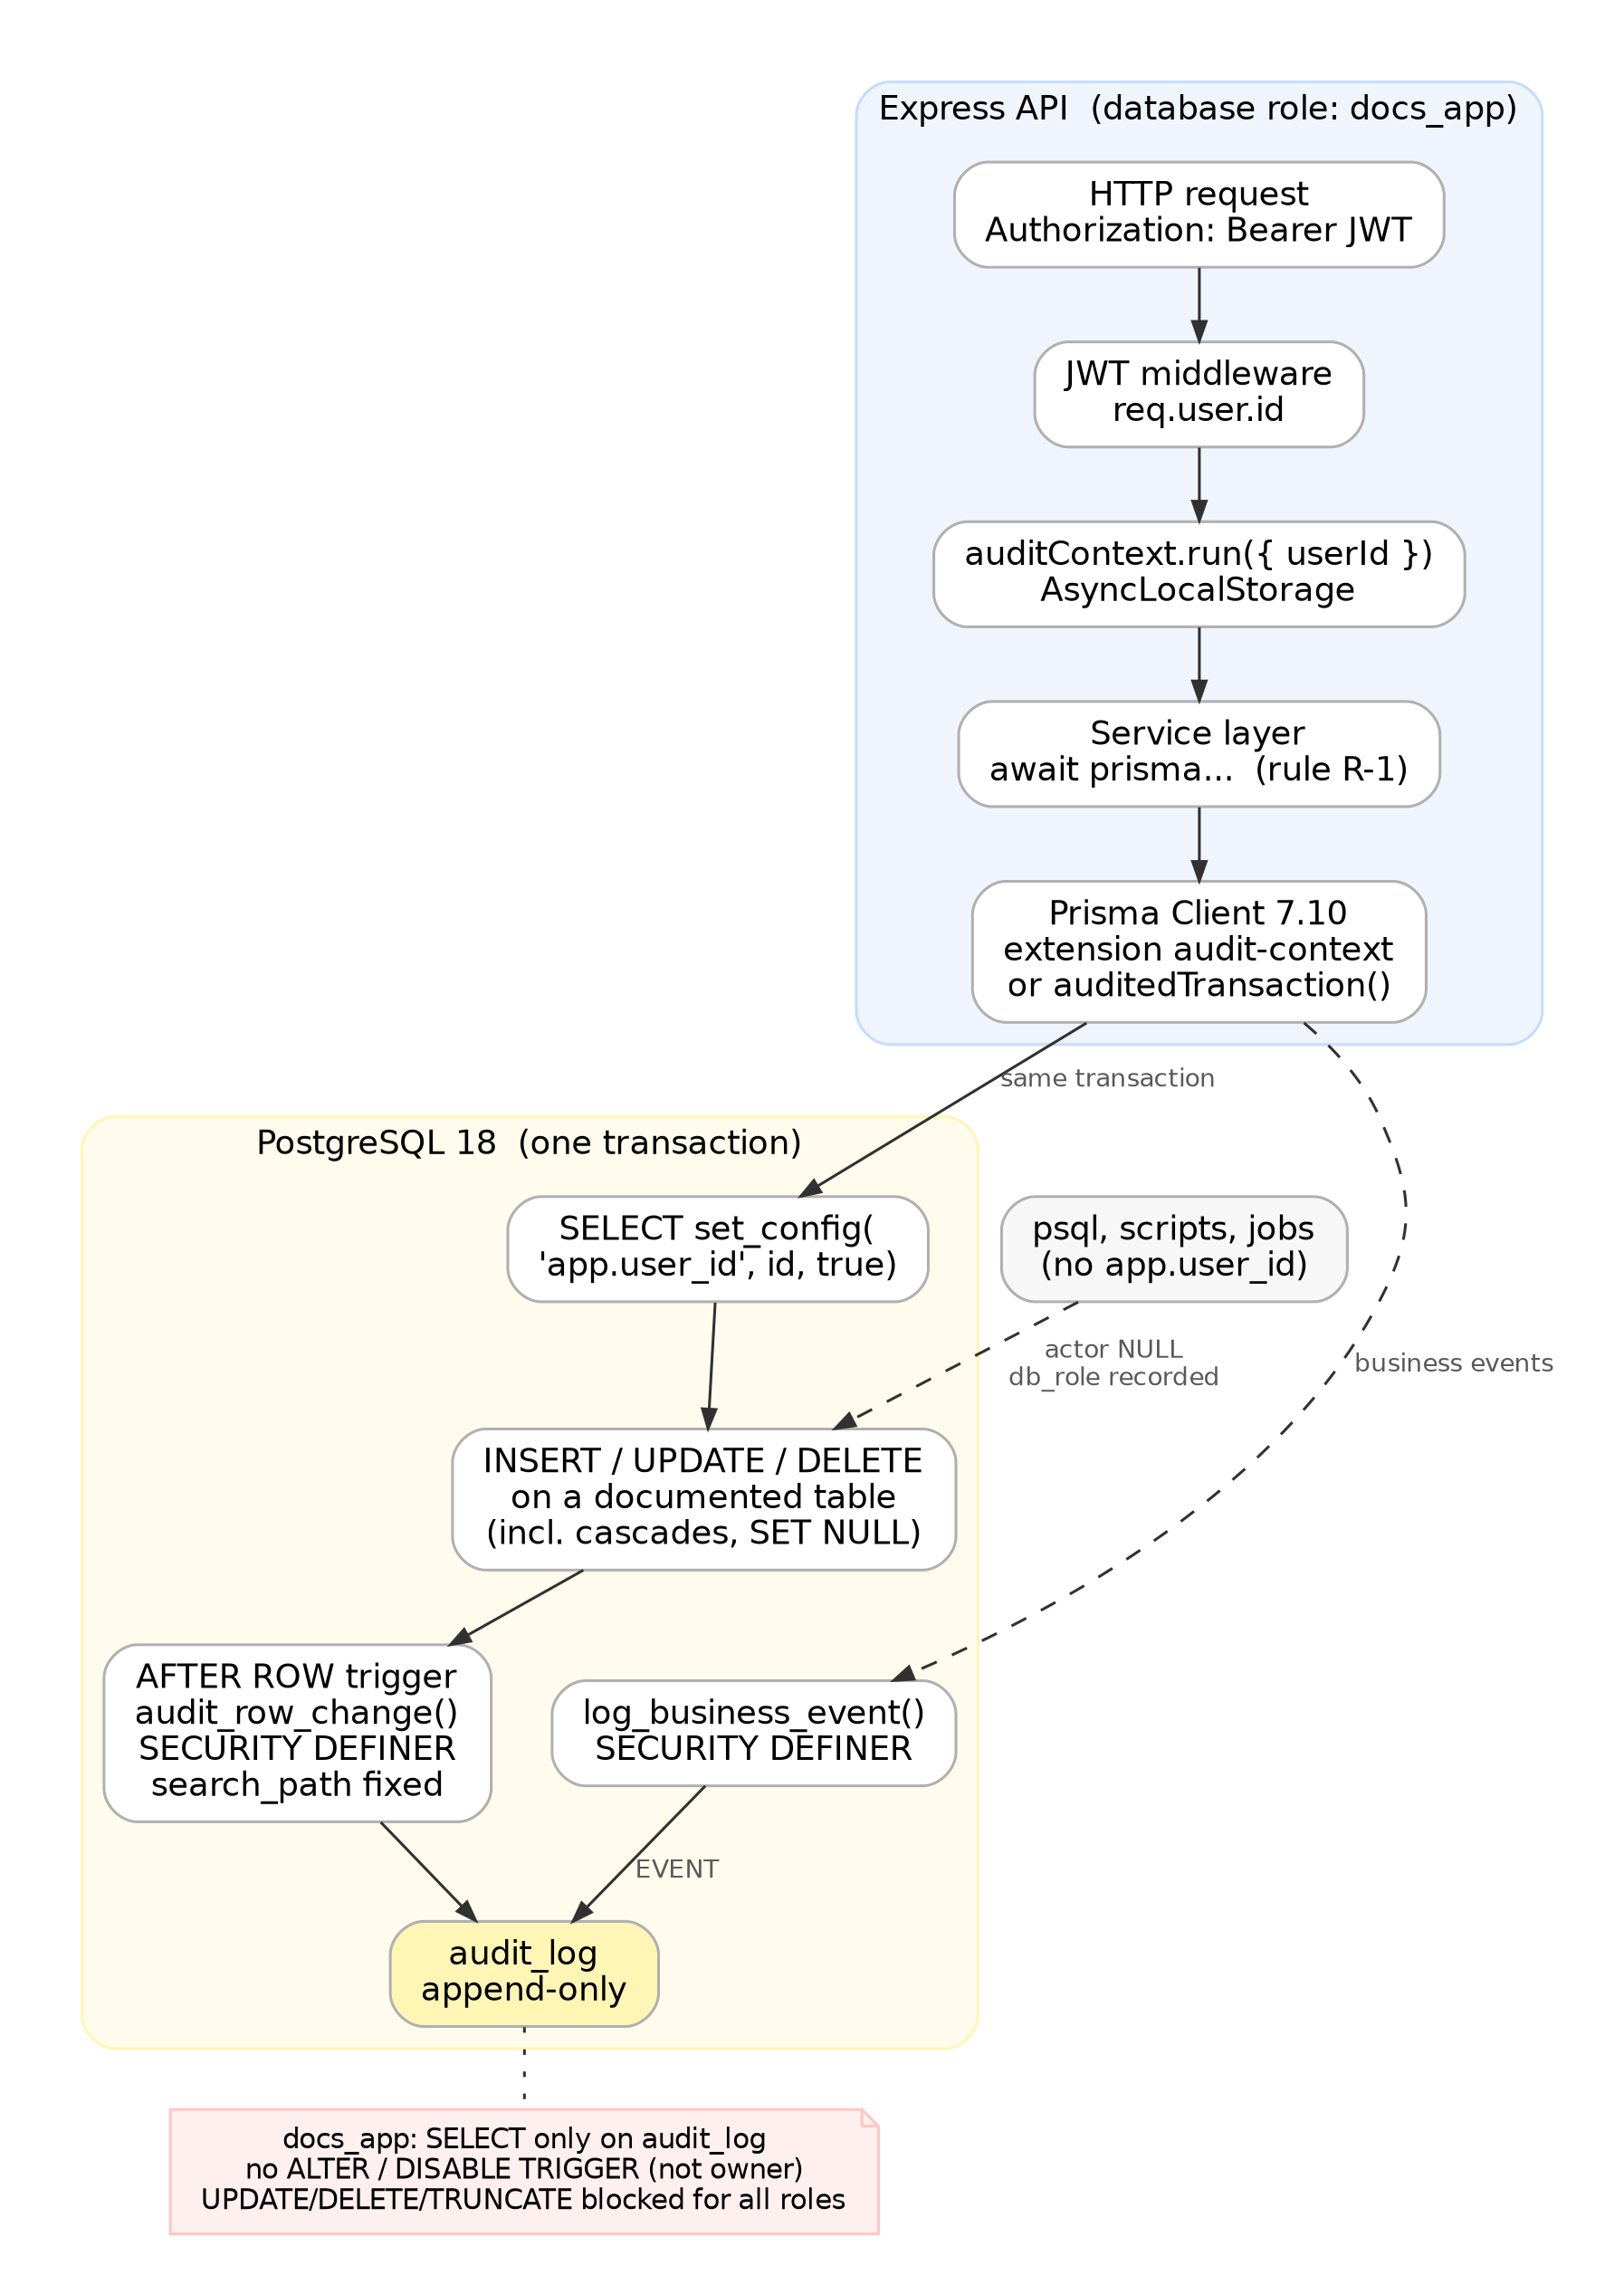 Express API  (database role: docs_app)
HTTP request
Authorization: Bearer JWT
JWT middleware
req.user.id
auditContext.run({ userId })
AsyncLocalStorage
Service layer
await prisma...  (rule R-1)
Prisma Client 7.10
extension audit-context
or auditedTransaction()
same transaction
PostgreSQL 18  (one transaction)
SELECT set_config(
'app.user_id', id, true)
psql, scripts, jobs
(no app.user_id)
actor NULL
db_role recorded
business events
INSERT / UPDATE / DELETE
on a documented table
(incl. cascades, SET NULL)
AFTER ROW trigger
audit_row_change()
SECURITY DEFINER
search_path fixed
log_business_event()
SECURITY DEFINER
EVENT
audit_log
append-only
docs_app: SELECT only on audit_log
no ALTER / DISABLE TRIGGER (not owner)
UPDATE/DELETE/TRUNCATE blocked for all roles